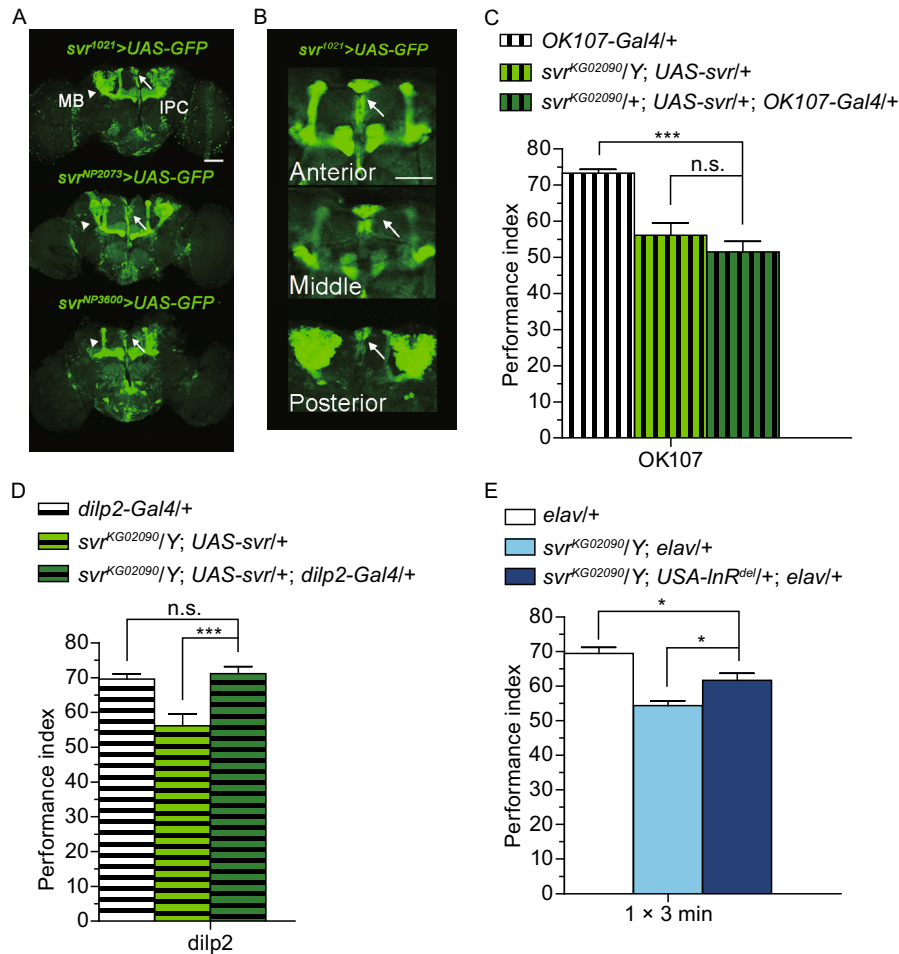 A
svr1021>UAS-GFP
MB
IPC
svrNP2073>UAS-GFP
svrNP3600>UAS-GFP
B
svr1021>UAS-GFP
Anterior
Middle
Posterior
C
OK107-Gal4/+
svrKG02090/Y; UAS-svr/+
svrKG02090/+; UAS-svr/+; OK107-Gal4/+
***
n.s.
80
70
60
50
40
30
20
10
0
Performance index
OK107
D
dilp2-Gal4/+
svrKG02090/Y; UAS-svr/+
svrKG02090/Y; UAS-svr/+; dilp2-Gal4/+
n.s.
***
80
70
60
50
40
30
20
10
0
Performance index
dilp2
E
elav/+
svrKG02090/Y; elav/+
svrKG02090/Y; USA-InRdel/+; elav/+
*
*
80
70
60
50
40
30
20
10
0
Performance index
1 × 3 min